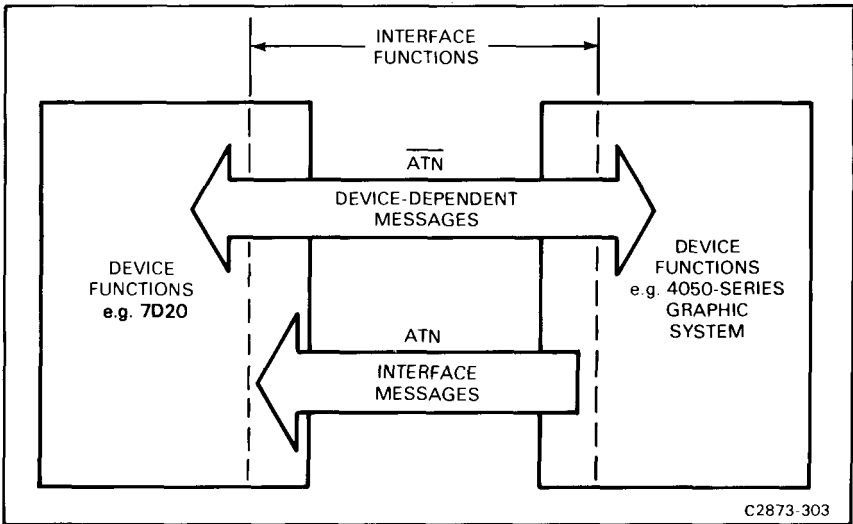 INTERFACE
FUNCTIONS
ATN
DEVICE-DEPENDENT
MESSAGES
DEVICE
FUNCTIONS
e.g. 7D20
DEVICE
FUNCTIONS
e.g. 4050-SERIES
GRAPHIC
SYSTEM
ATN
INTERFACE
MESSAGES
C2873-303